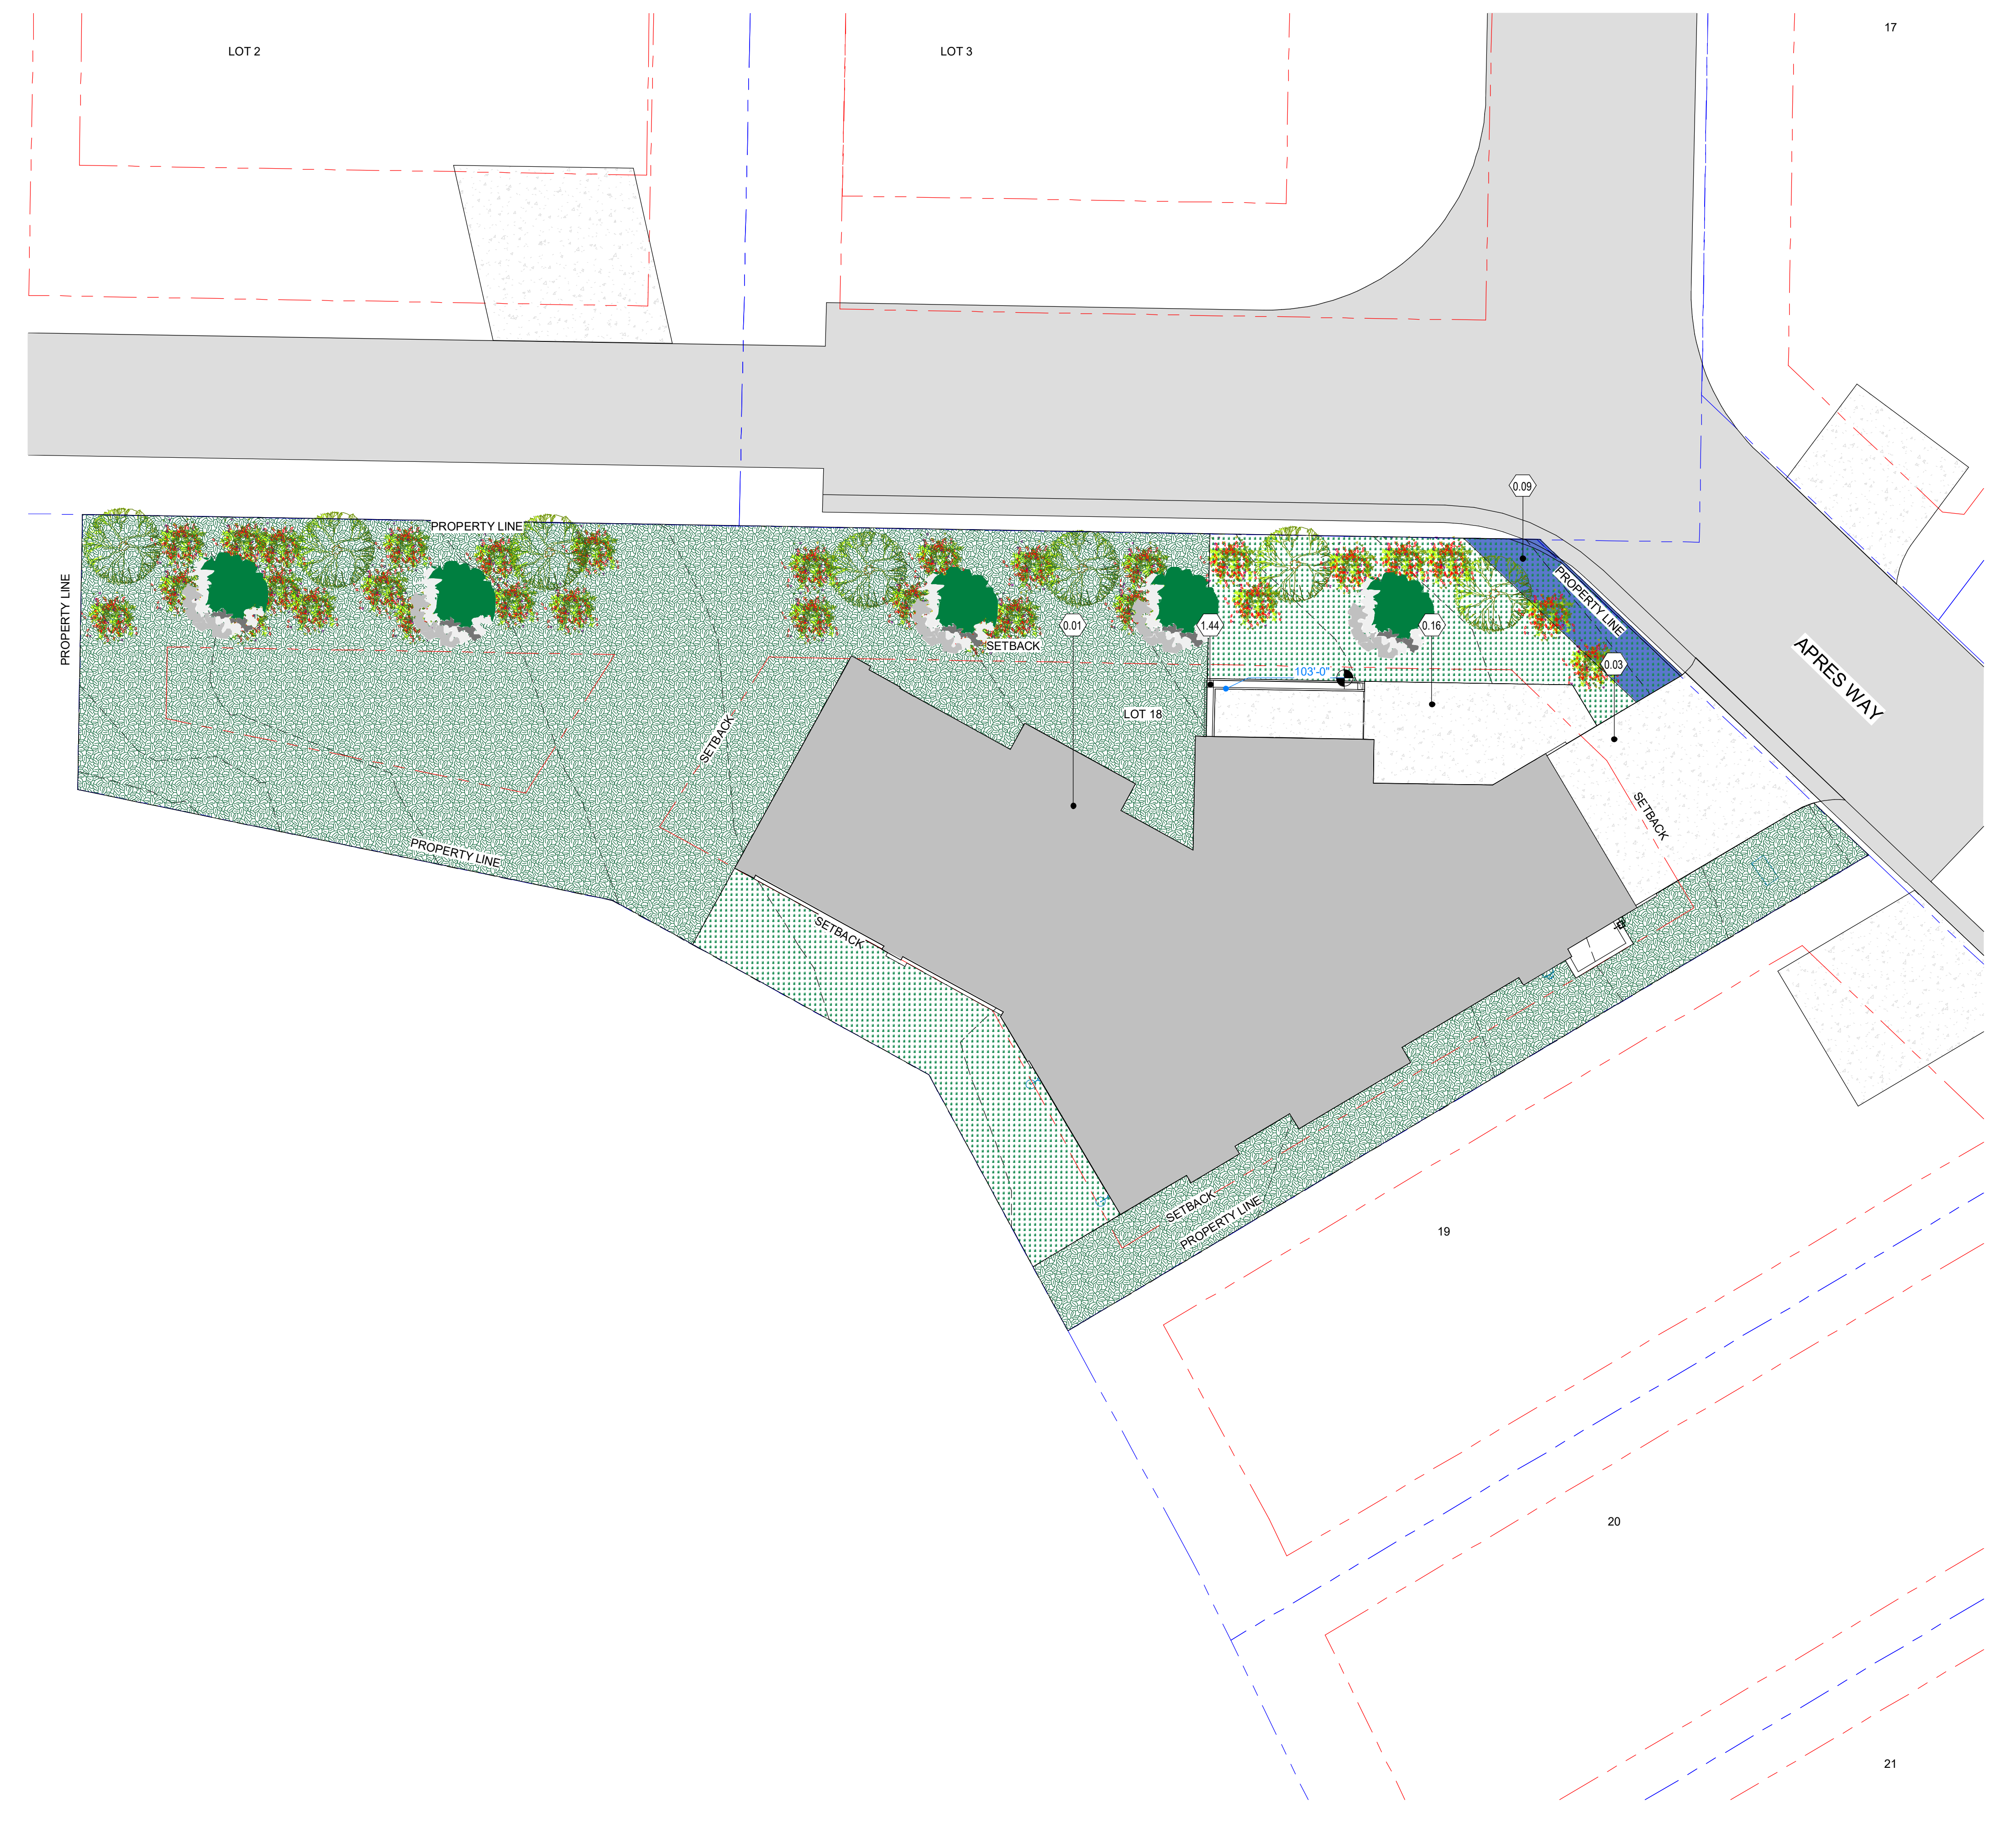 17
LOT 2
LOT 3
0.09
PROPERTY LINE
PROPERTY LINE
PROPERTY LINE
0.01
1.44
0.16
SETBACK
0.03
103'-0"
APRES WAY
LOT 18
SETBACK
SETBACK
PROPERTY LINE
SETBACK
SETBACK
PROPERTY LINE
19
20
21